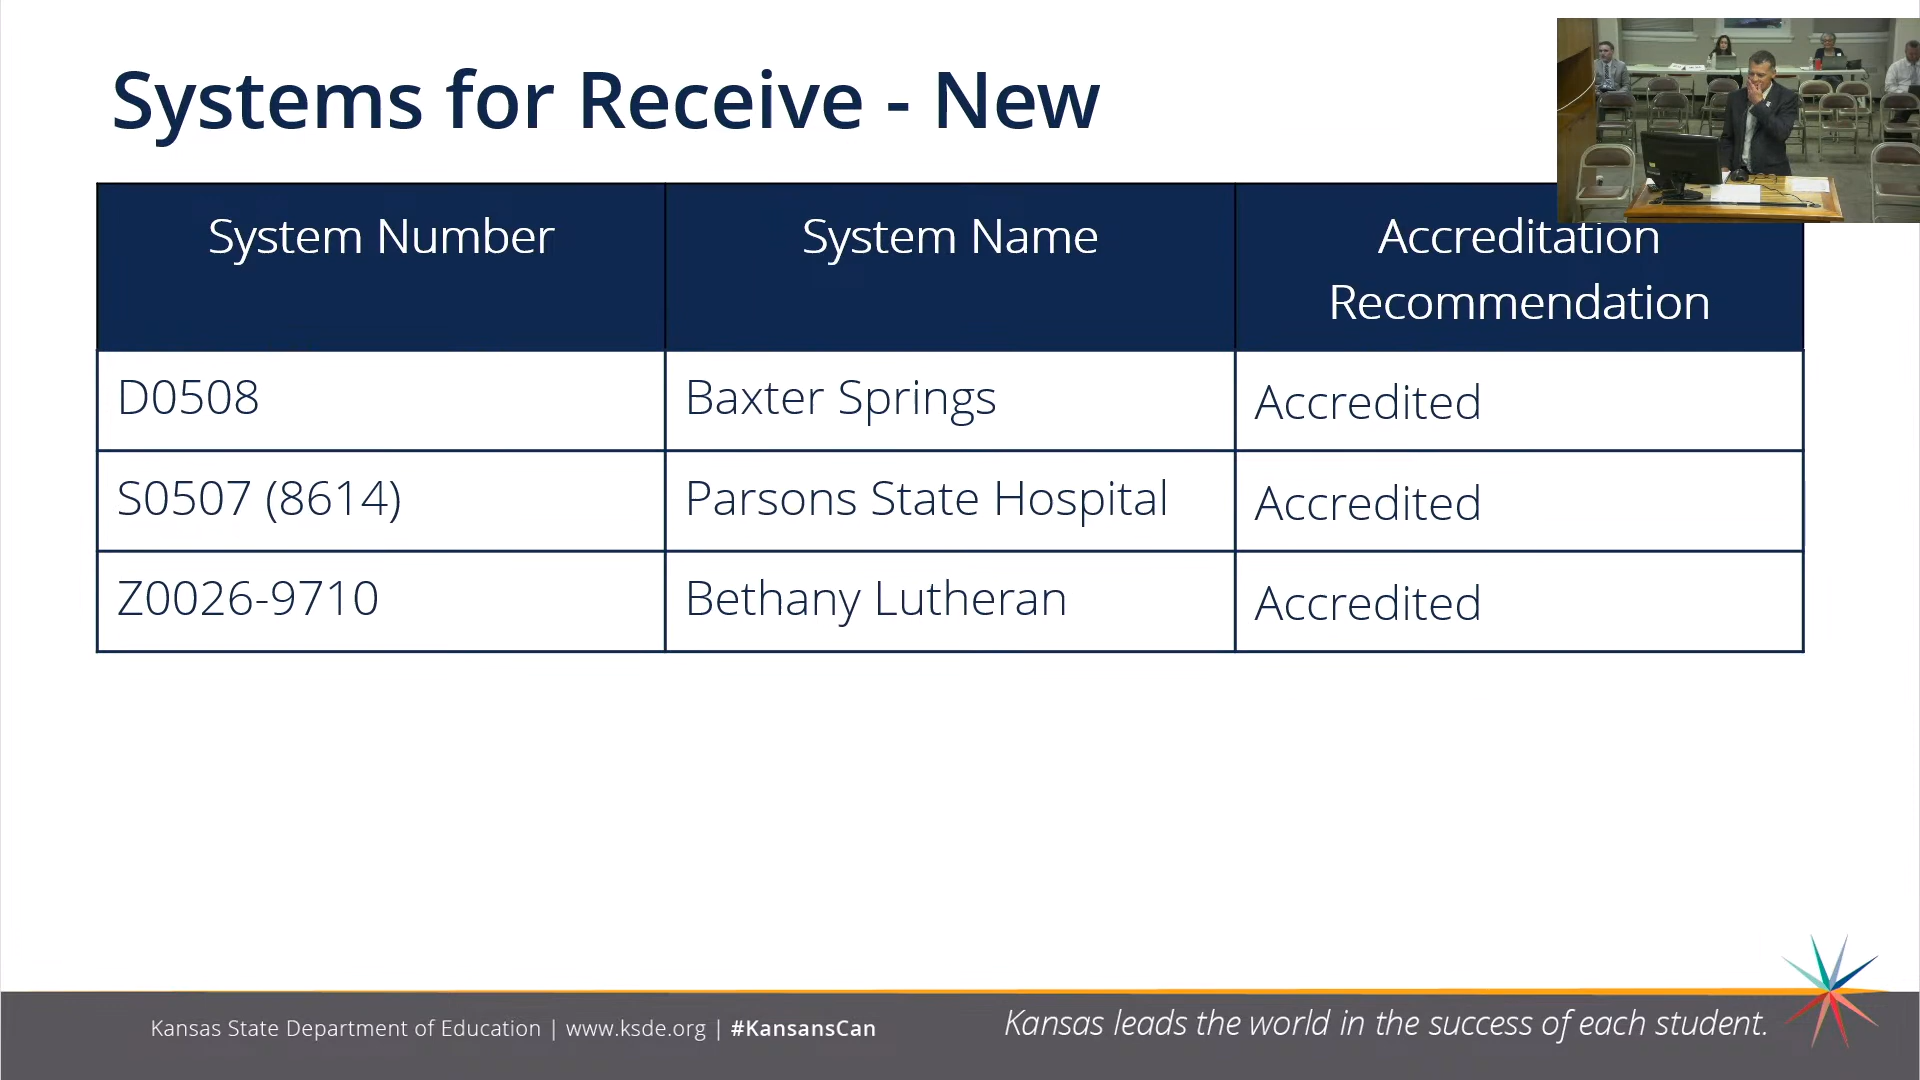 Systems for Receive - New
System Number
System Name
Accreditation
Recommendation
D0508
Baxter Springs
Accredited
S0507 (8614)
Parsons State Hospital
Accredited
Z0026-9710
Bethany Lutheran
Accredited
Kansas State Department of Education | www.ksde.org | #KansansCan
Kansas leads the world in the success of each student.